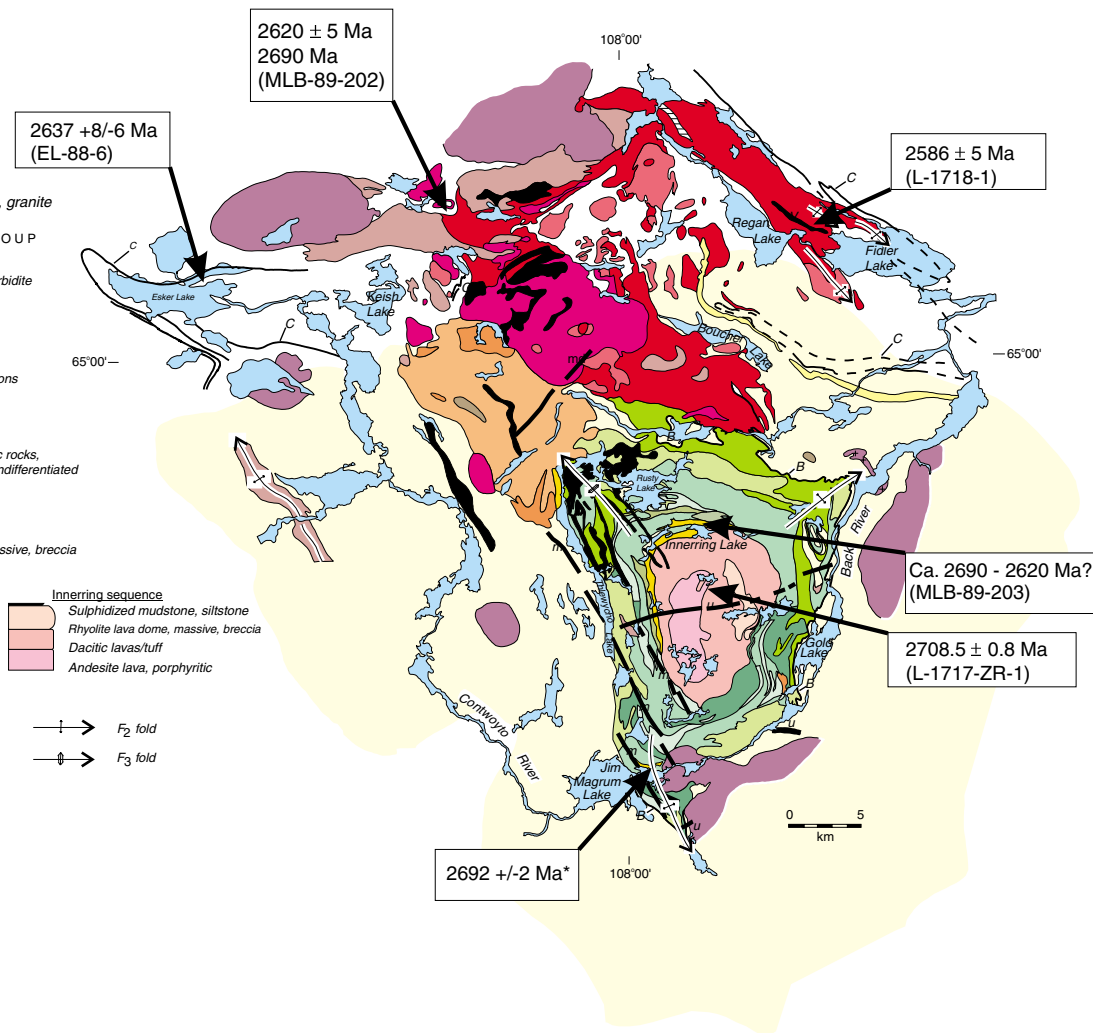 2620 ± 5 Ma
2690 Ma
(MLB-89-202)
108°00'
2637 +8/-6 Ma
(EL-88-6)
2586 ± 5 Ma
(L-1718-1)
, granite
OUP
C
Regan
Lake
Fidler
Lake
C
rbidite
Esker Lake
Keish
Lake
C
Bouchet Lake
C
65°00'
65°00'
ma
ons
c rocks,
ndifferentiated
B
B
Rusty
Lake
ssive, breccia
m
Innerring Lake
Back River
Ca. 2690 - 2620 Ma?
(MLB-89-203)
Innerring sequence
Sulphidized mudstone, siltstone
Rhyolite lava dome, massive, breccia
Dacitic lavas/tuff
Andesite lava, porphyritic
u
Lake
Gold
Lake
2708.5 ± 0.8 Ma
(L-1717-ZR-1)
m
B
F2 fold
F3 fold
Contwoyto
River
u
m
Jim
Magrum
Lake
B
u
0 5
km
2692 +/-2 Ma*
108°00'